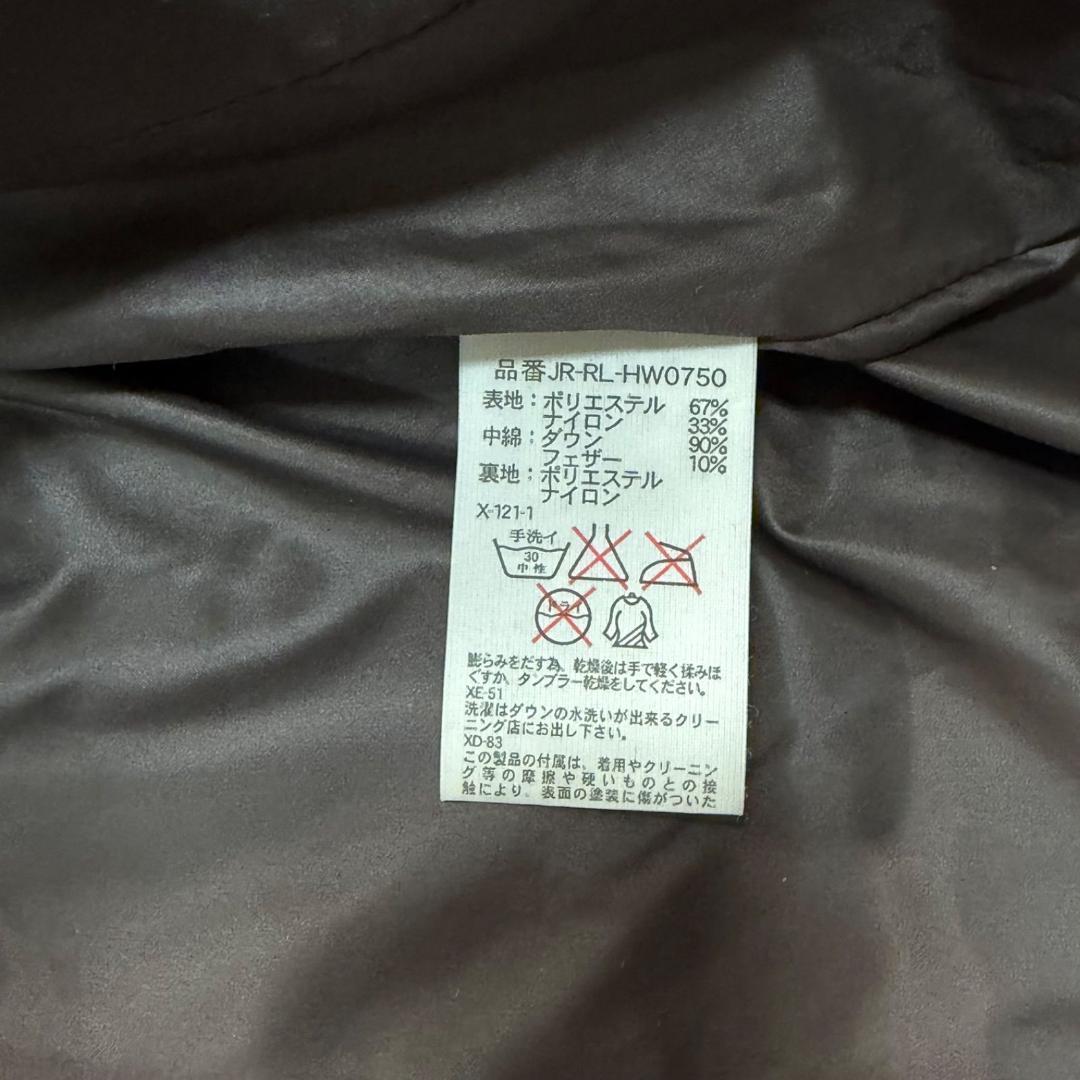 品番JR-RL-HW0750
表地：ポリエステル 67%
ナイロン 33%
中綿：ダウン 90%
フェザー 10%
裏地：ポリエステル
ナイロン
X-121-1
手洗イ
30
中性
ドライ
膨らみをだす為、乾燥後は手で軽く揉みほ
ぐすか、タンブラー乾燥をしてください。
XE-51
洗濯はダウンの水洗いが出来るクリー
ニング店にお出し下さい。
XD-83
この製品の付属は、着用やクリーニン
グ等の摩擦や硬いものとの接
触により、表面の塗装に傷がついた